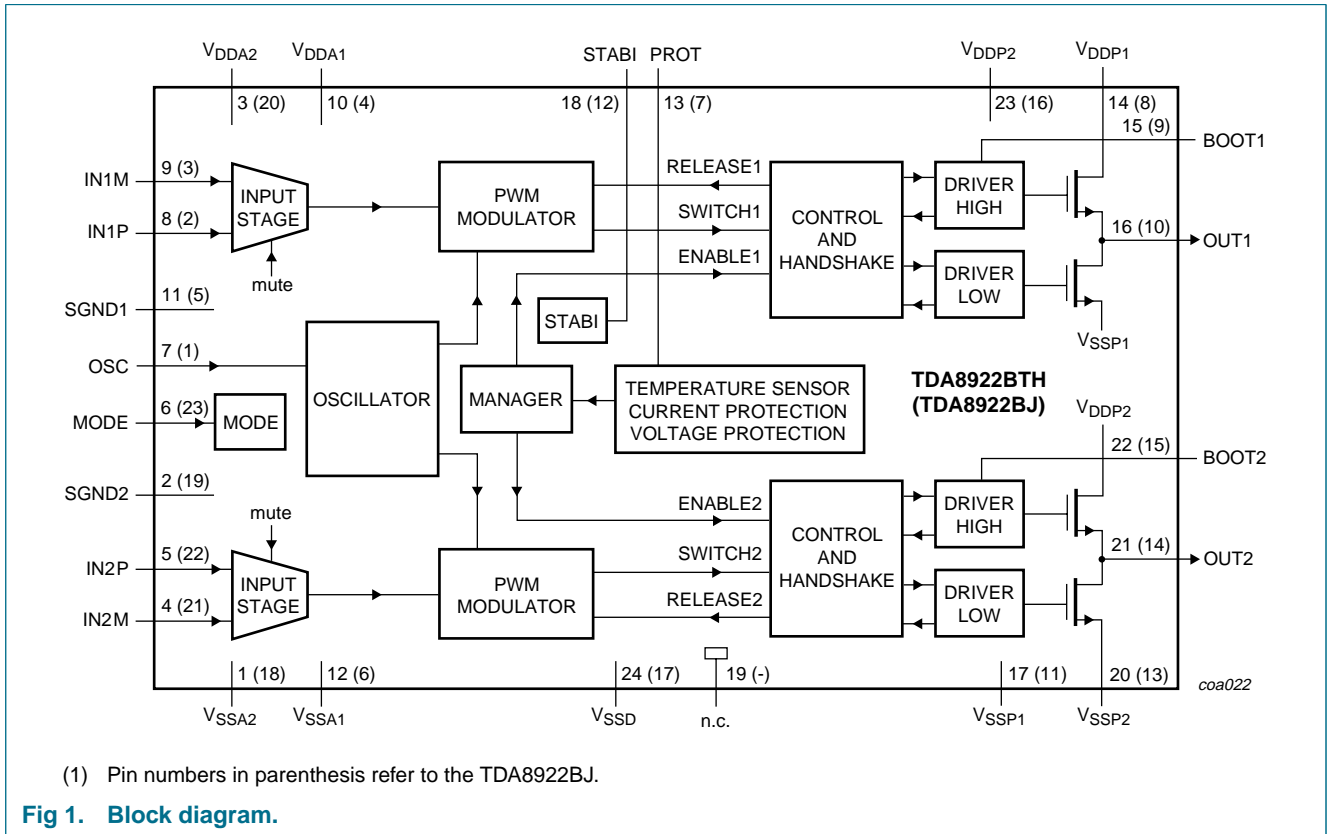 VDDA2
VDDA1
STABI PROT
VDDP2
VDDP1
3 (20)
10 (4)
18 (12)
13 (7)
23 (16)
14 (8)
15 (9)
BOOT1
IN1M
9 (3)
INPUT
STAGE
PWM
MODULATOR
RELEASE1
CONTROL
AND
HANDSHAKE
DRIVER
HIGH
IN1P
8 (2)
SWITCH1
16 (10)
OUT1
mute
ENABLE1
DRIVER
LOW
SGND1
11 (5)
STABI
VSSP1
OSC
7 (1)
OSCILLATOR
MANAGER
TEMPERATURE SENSOR
CURRENT PROTECTION
VOLTAGE PROTECTION
TDA8922BTH
(TDA8922BJ)
MODE
6 (23)
MODE
VDDP2
22 (15)
BOOT2
SGND2
2 (19)
mute
ENABLE2
CONTROL
AND
HANDSHAKE
DRIVER
HIGH
IN2P
5 (22)
INPUT
STAGE
PWM
MODULATOR
SWITCH2
21 (14)
OUT2
IN2M
4 (21)
RELEASE2
DRIVER
LOW
1 (18)
12 (6)
24 (17)
19 (-)
17 (11)
20 (13)
coa022
VSSA2
VSSA1
VSSD
n.c.
VSSP1
VSSP2
(1) Pin numbers in parenthesis refer to the TDA8922BJ.
Fig 1. Block diagram.